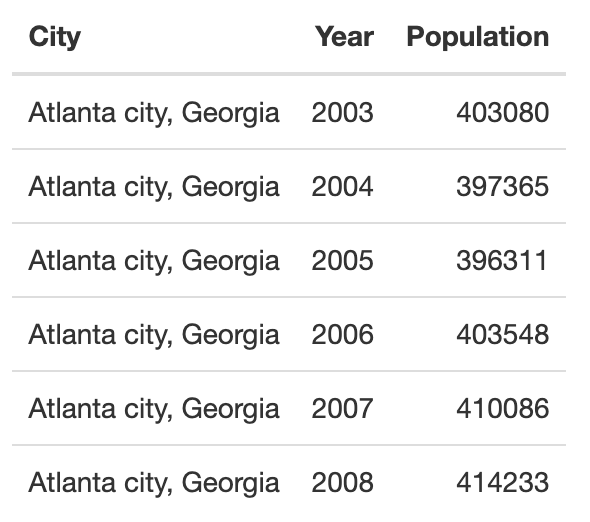 City Year Population
Atlanta city, Georgia 2003 403080
Atlanta city, Georgia 2004 397365
Atlanta city, Georgia 2005 396311
Atlanta city, Georgia 2006 403548
Atlanta city, Georgia 2007 410086
Atlanta city, Georgia 2008 414233